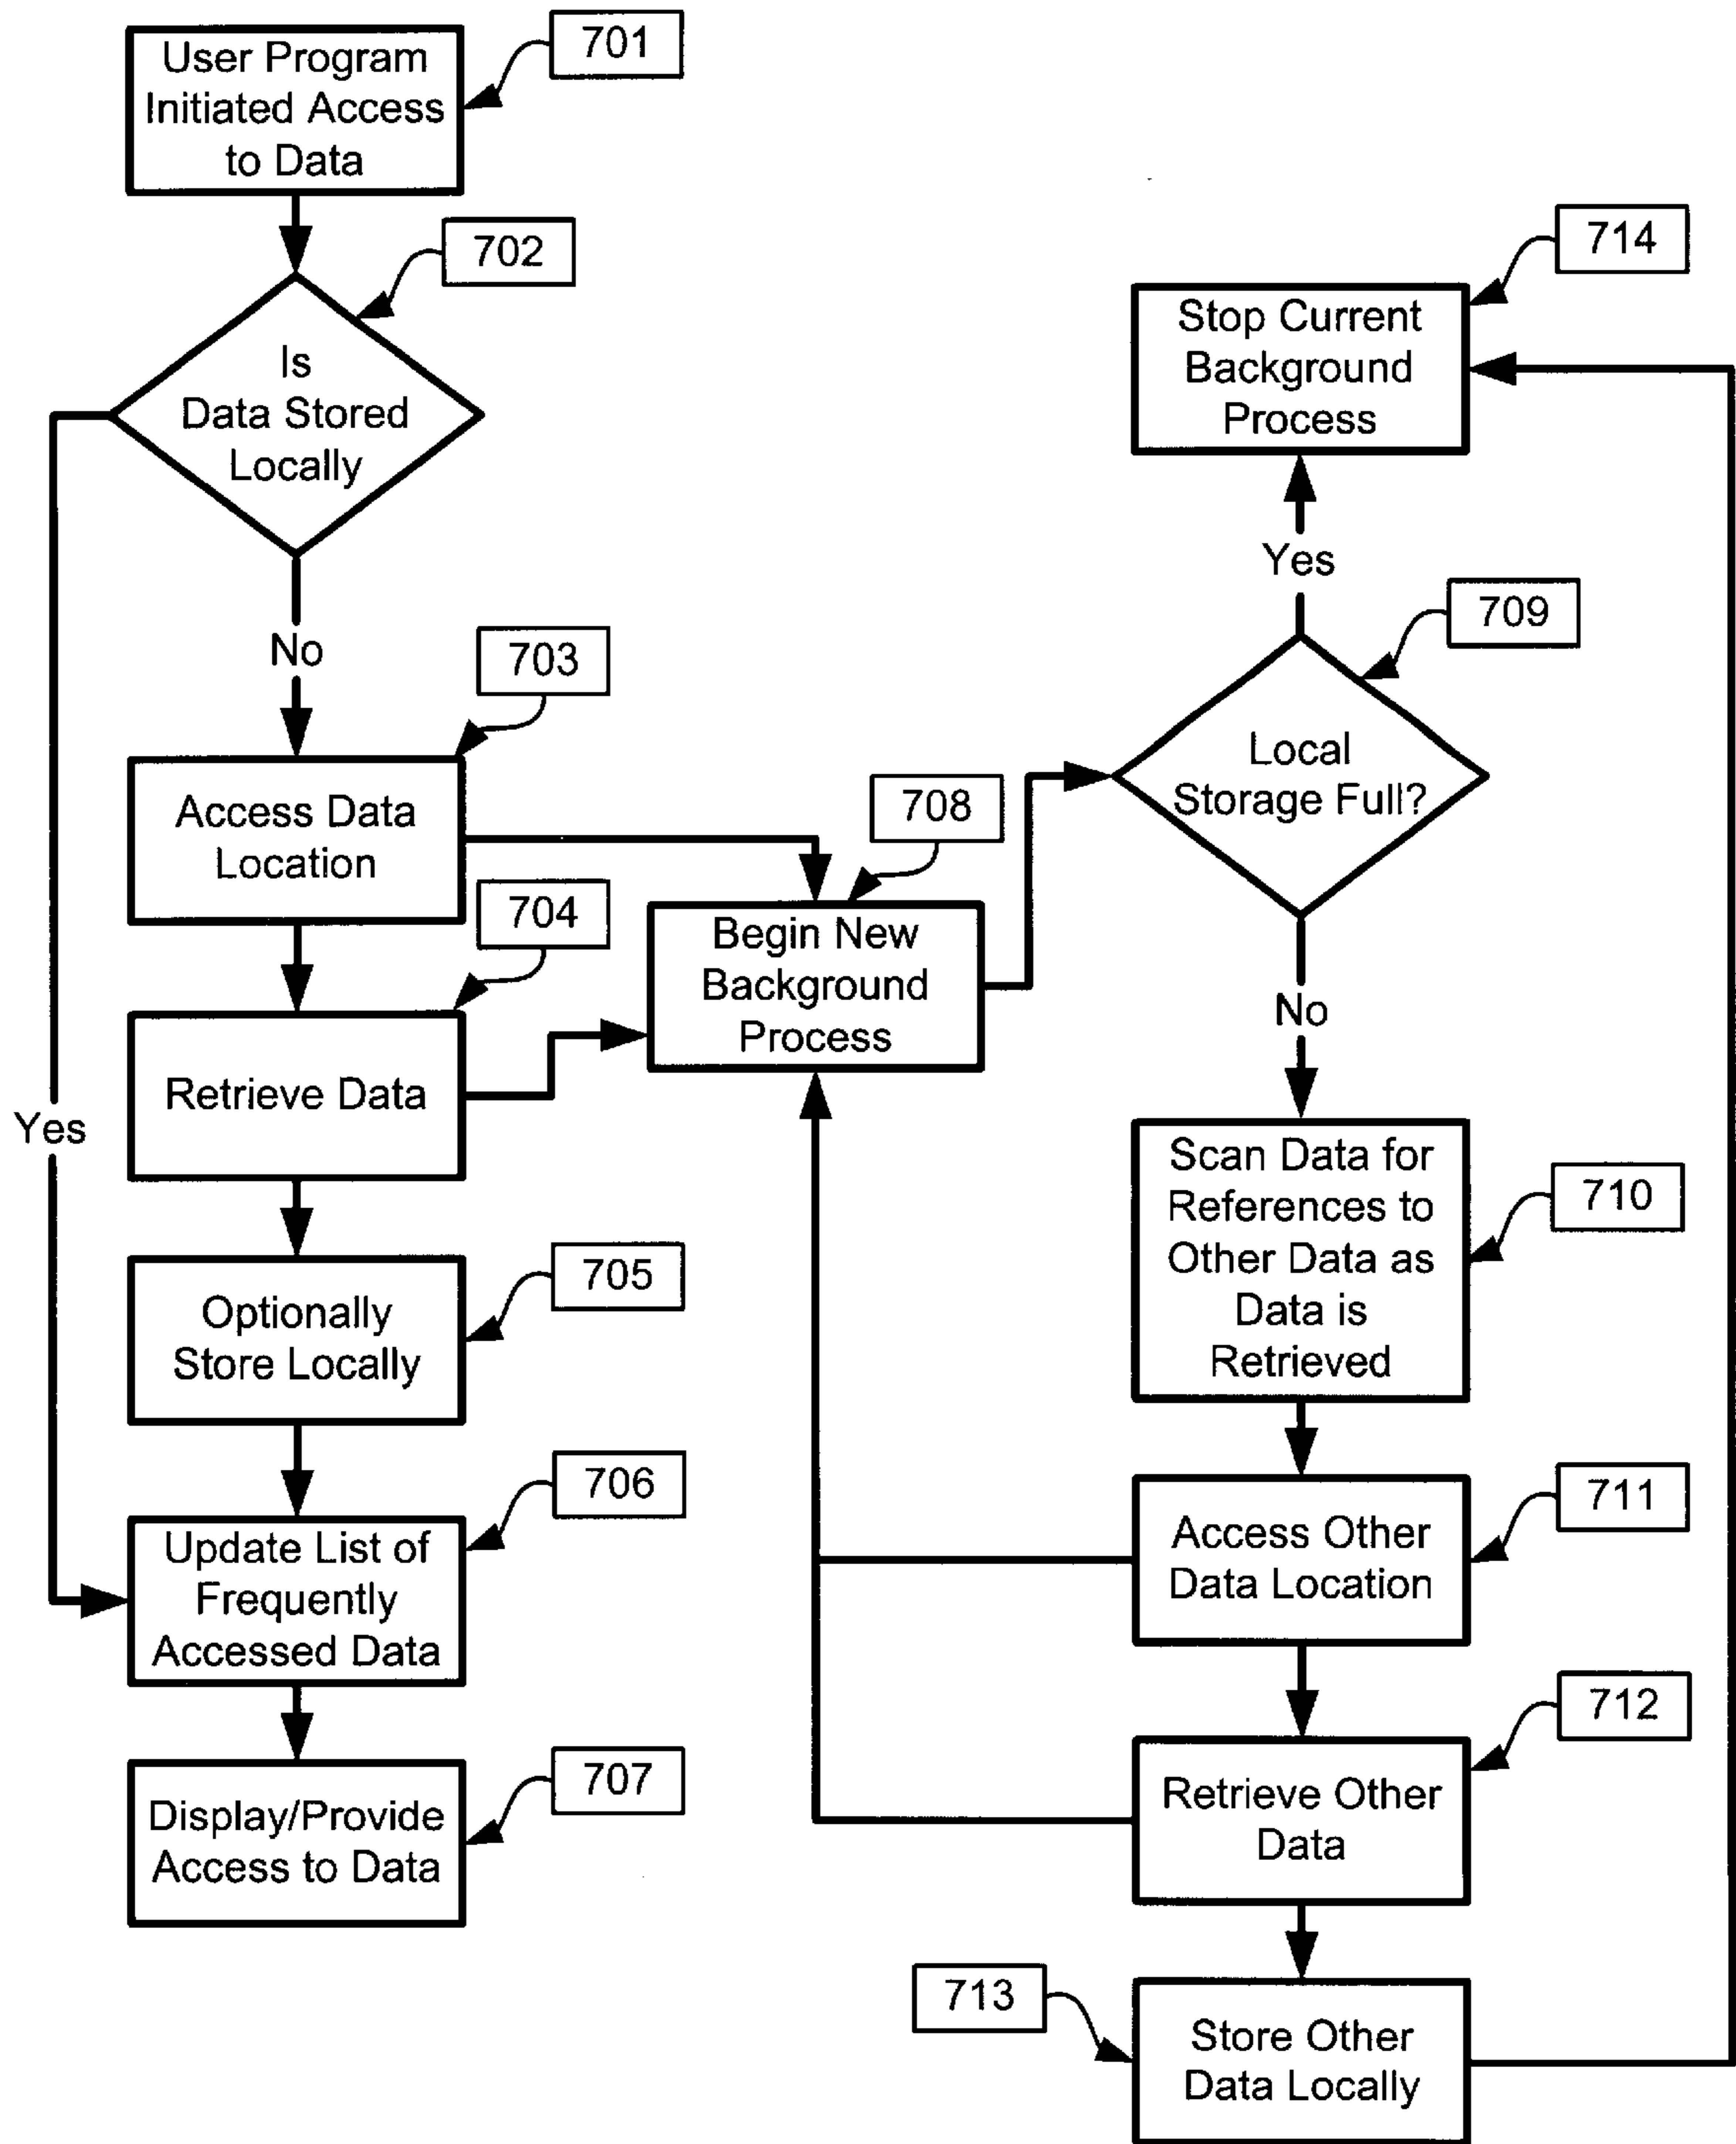 User Program
Initiated Access
to Data
701
702
Is
Data Stored
Locally
No
703
Access Data
Location
704
Retrieve Data
Yes
705
Optionally
Store Locally
706
Update List of
Frequently
Accessed Data
707
Display/Provide
Access to Data
708
Begin New
Background
Process
714
Stop Current
Background
Process
Yes
709
Local
Storage Full?
No
Scan Data for
References to
Other Data as
Data is
Retrieved
710
711
Access Other
Data Location
712
Retrieve Other
Data
713
Store Other
Data Locally